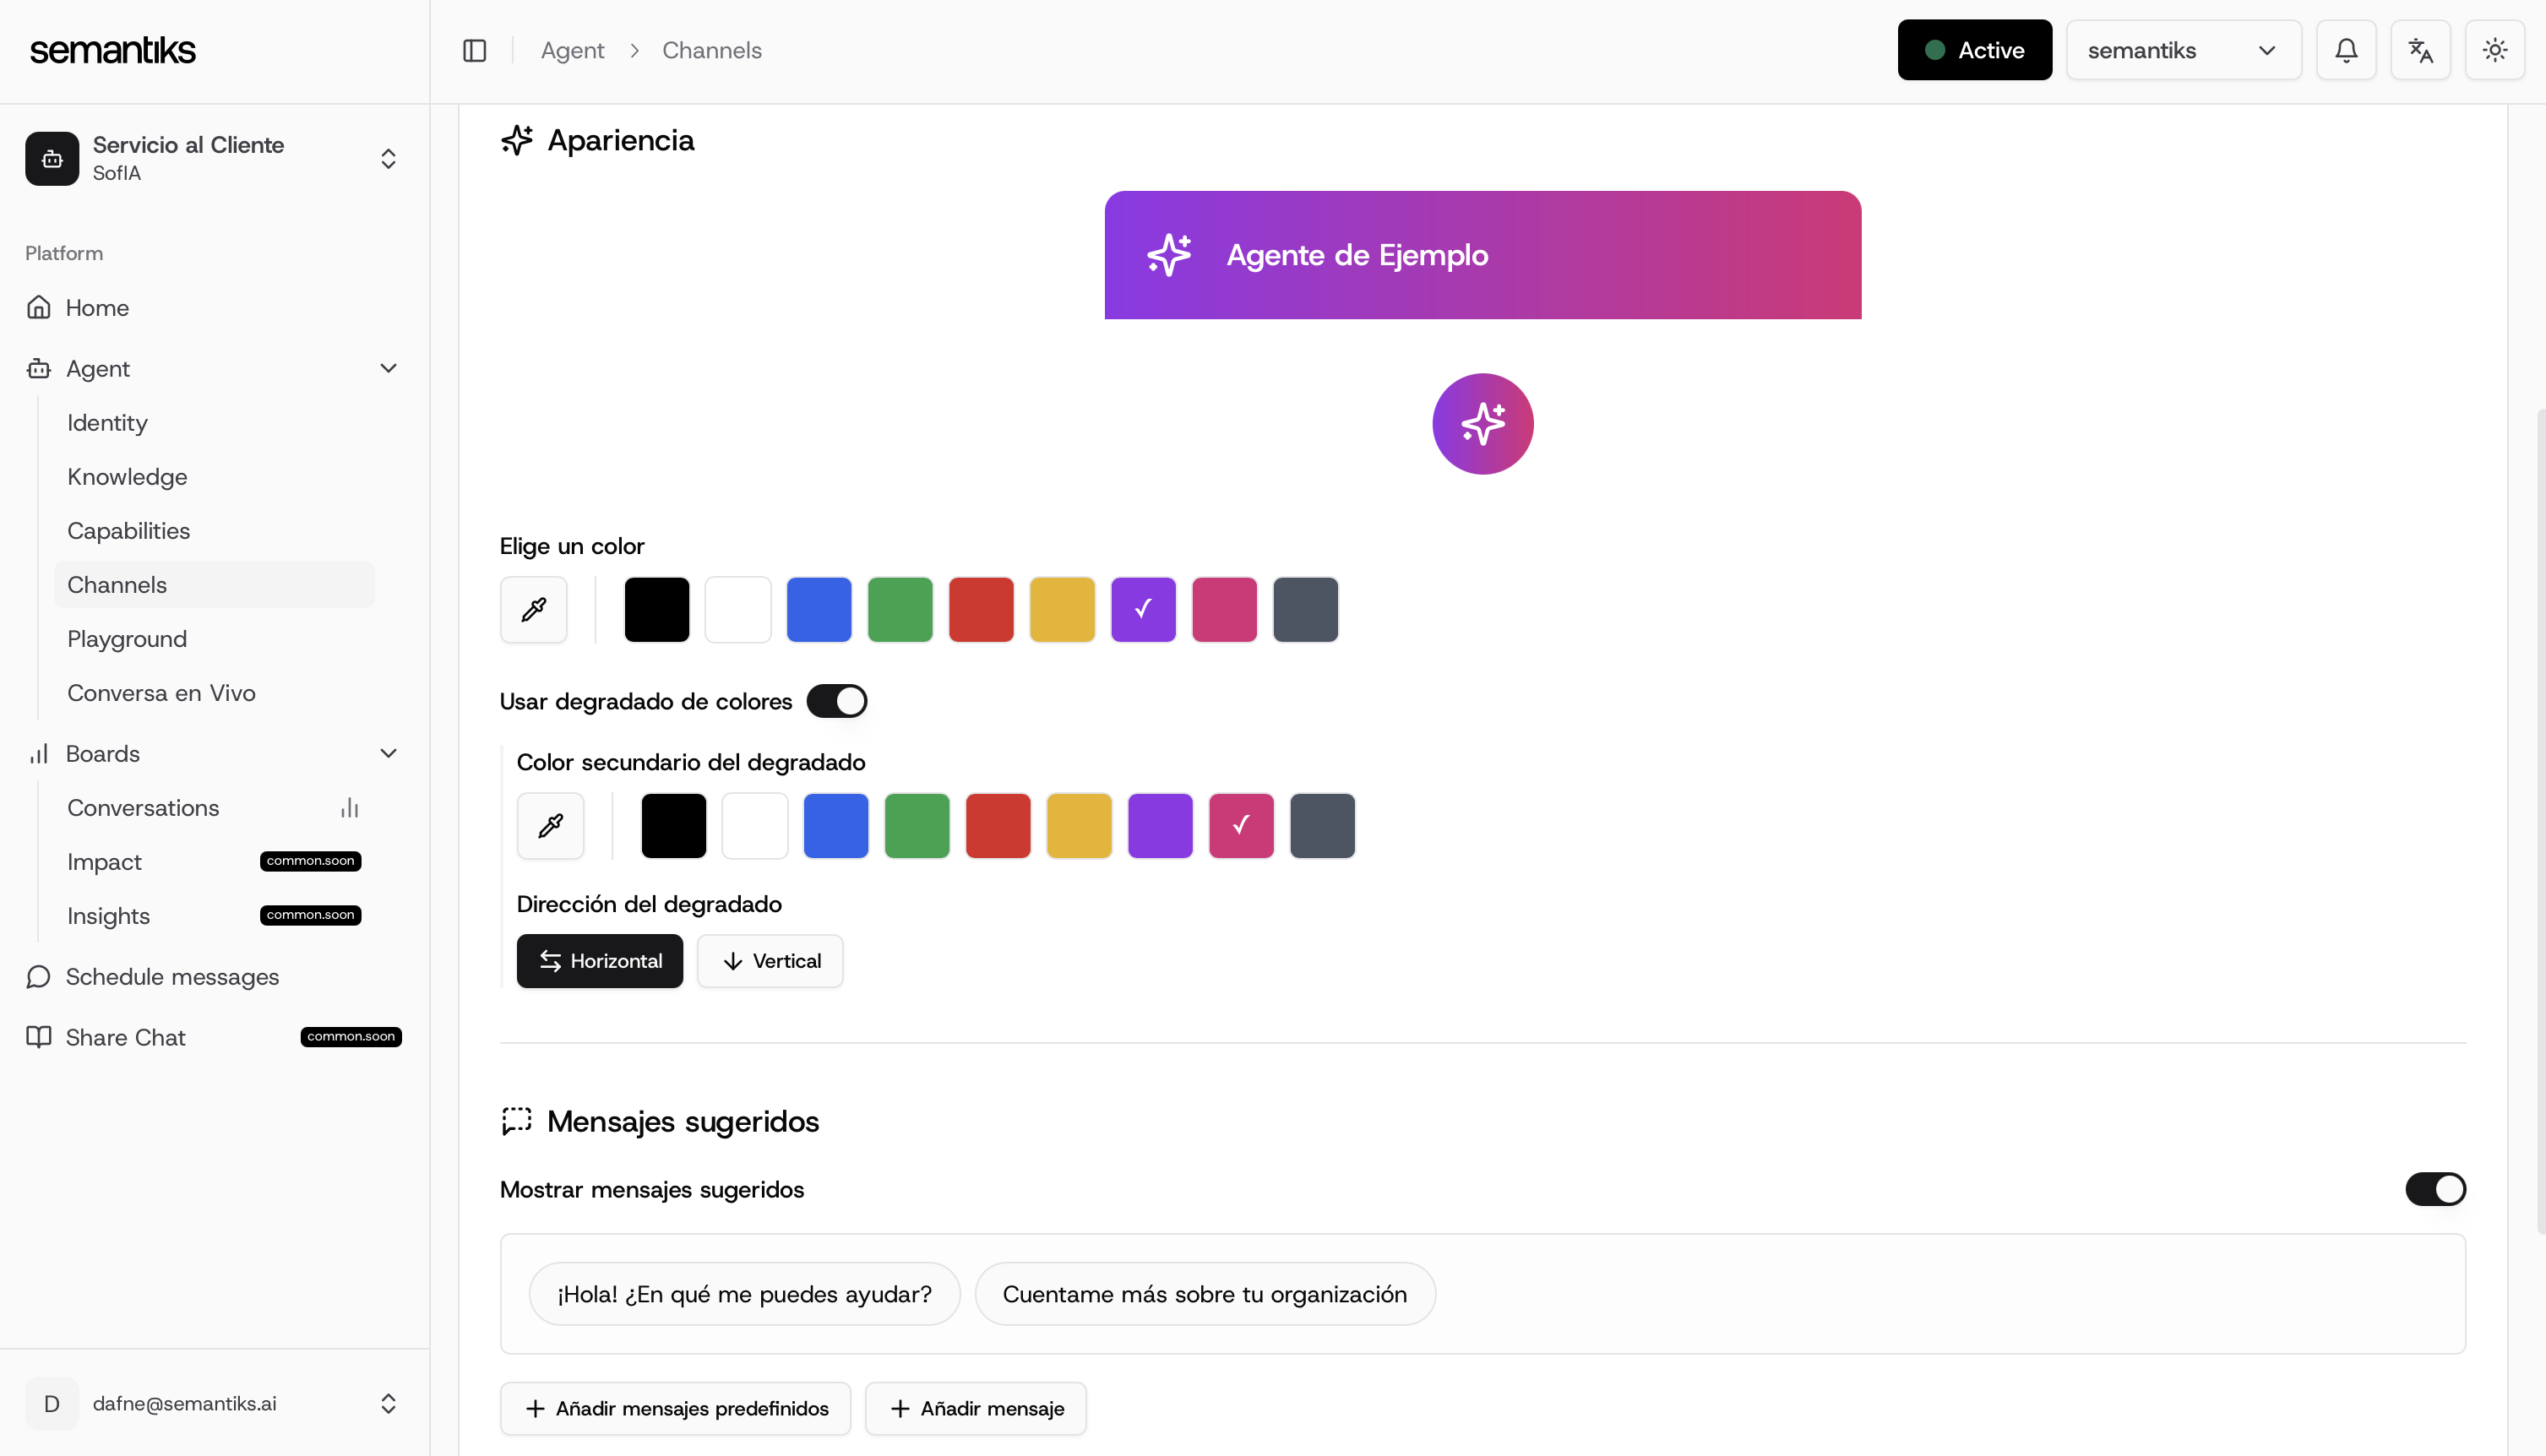 semantiks
Agent
Channels
Active
semantiks
Servicio al Cliente
SofIA
Platform
Home
Agent
Identity
Knowledge
Capabilities
Channels
Playground
Conversa en Vivo
Boards
Conversations
Impact
common.soon
Insights
common.soon
Schedule messages
Share Chat
common.soon
D
dafne@semantiks.ai
Apariencia
Agente de Ejemplo
Elige un color
Usar degradado de colores
Color secundario del degradado
Dirección del degradado
Horizontal
Vertical
Mensajes sugeridos
Mostrar mensajes sugeridos
¡Hola! ¿En qué me puedes ayudar?
Cuentame más sobre tu organización
Añadir mensajes predefinidos
Añadir mensaje